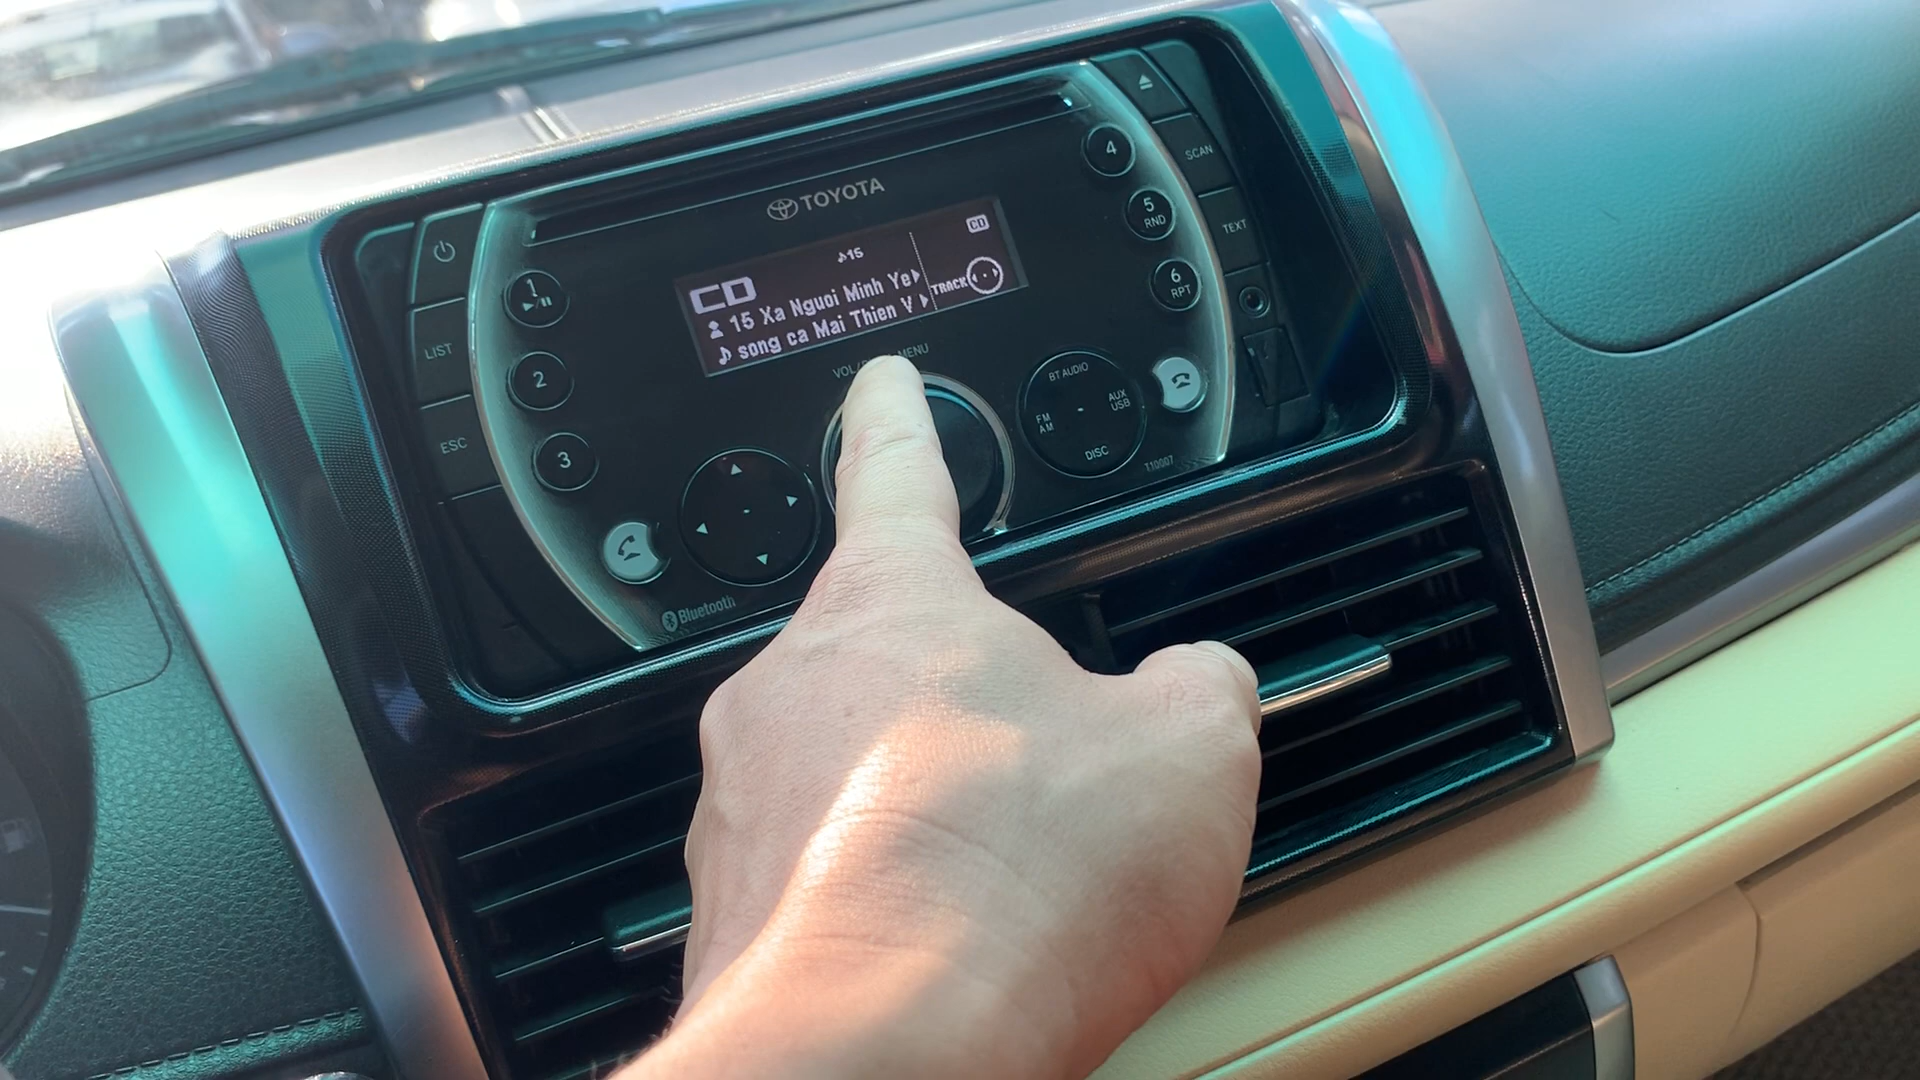 TOYOTA
CD
♪15
CD
15 Xa Nguoi Minh Ye
song ca Mai Thien V
TRACK
VOL MENU
LIST
ESC
1
2
3
4
5
RND
6
RPT
SCAN
TEXT
BT AUDIO
FM
AM
AUX
USB
DISC
T10007
Bluetooth